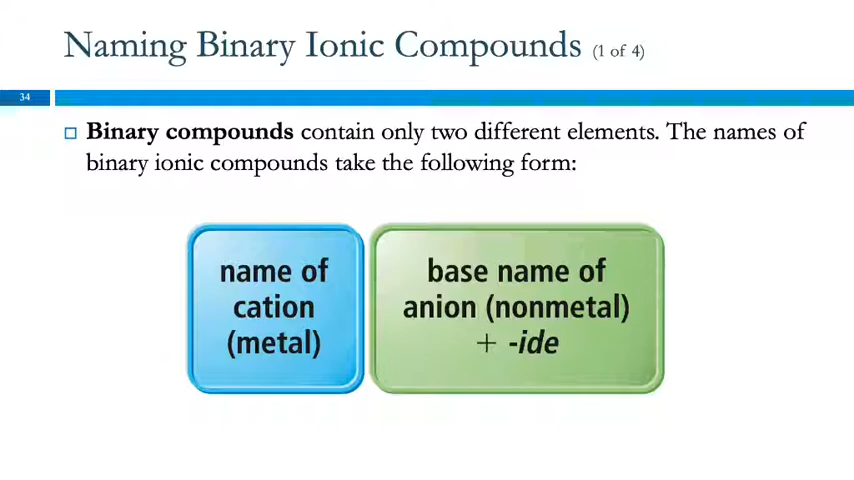 Naming Binary Ionic Compounds (1 of 4)
34
Binary compounds contain only two different elements. The names of
binary ionic compounds take the following form:
name of
cation
(metal)
base name of
anion (nonmetal)
+ -ide